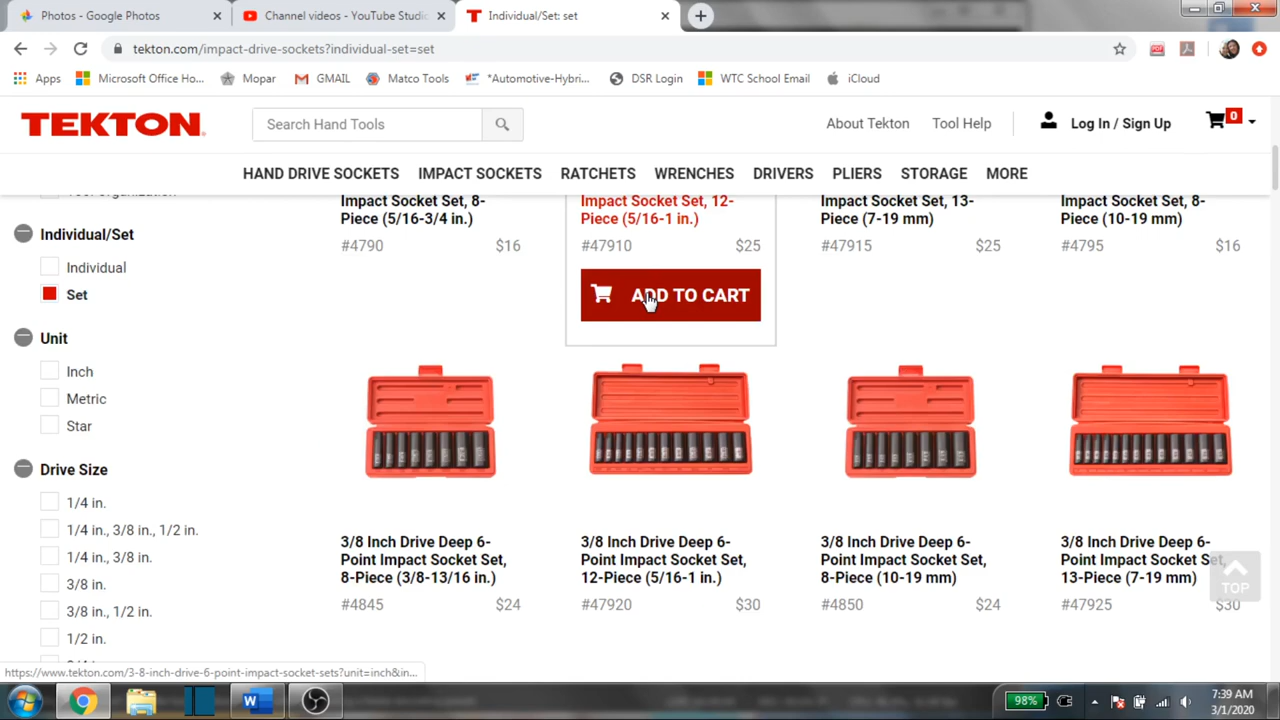 Photos - Google Photos
Channel videos - YouTube Studio
Individual/Set: set
tekton.com/impact-drive-sockets?individual-set=set
Apps
Microsoft Office Ho...
Mopar
GMAIL
Matco Tools
*Automotive-Hybri...
DSR Login
WTC School Email
iCloud
TEKTON
Search Hand Tools
About Tekton
Tool Help
Log In / Sign Up
0
HAND DRIVE SOCKETS
IMPACT SOCKETS
RATCHETS
WRENCHES
DRIVERS
PLIERS
STORAGE
MORE
Individual/Set
Individual
Set
Unit
Inch
Metric
Star
Drive Size
1/4 in.
1/4 in., 3/8 in., 1/2 in.
1/4 in., 3/8 in.
3/8 in.
3/8 in., 1/2 in.
1/2 in.
Impact Socket Set, 8-
Piece (5/16-3/4 in.)
#4790 $16
Impact Socket Set, 12-
Piece (5/16-1 in.)
#47910 $25
ADD TO CART
Impact Socket Set, 13-
Piece (7-19 mm)
#47915 $25
Impact Socket Set, 8-
Piece (10-19 mm)
#4795 $16
3/8 Inch Drive Deep 6-
Point Impact Socket Set,
8-Piece (3/8-13/16 in.)
#4845 $24
3/8 Inch Drive Deep 6-
Point Impact Socket Set,
12-Piece (5/16-1 in.)
#47920 $30
3/8 Inch Drive Deep 6-
Point Impact Socket Set,
8-Piece (10-19 mm)
#4850 $24
3/8 Inch Drive Deep 6-
Point Impact Socket Set,
13-Piece (7-19 mm)
#47925 $30
TOP
https://www.tekton.com/3-8-inch-drive-6-point-impact-socket-sets?unit=inch&in...
98%
7:39 AM
3/1/2020